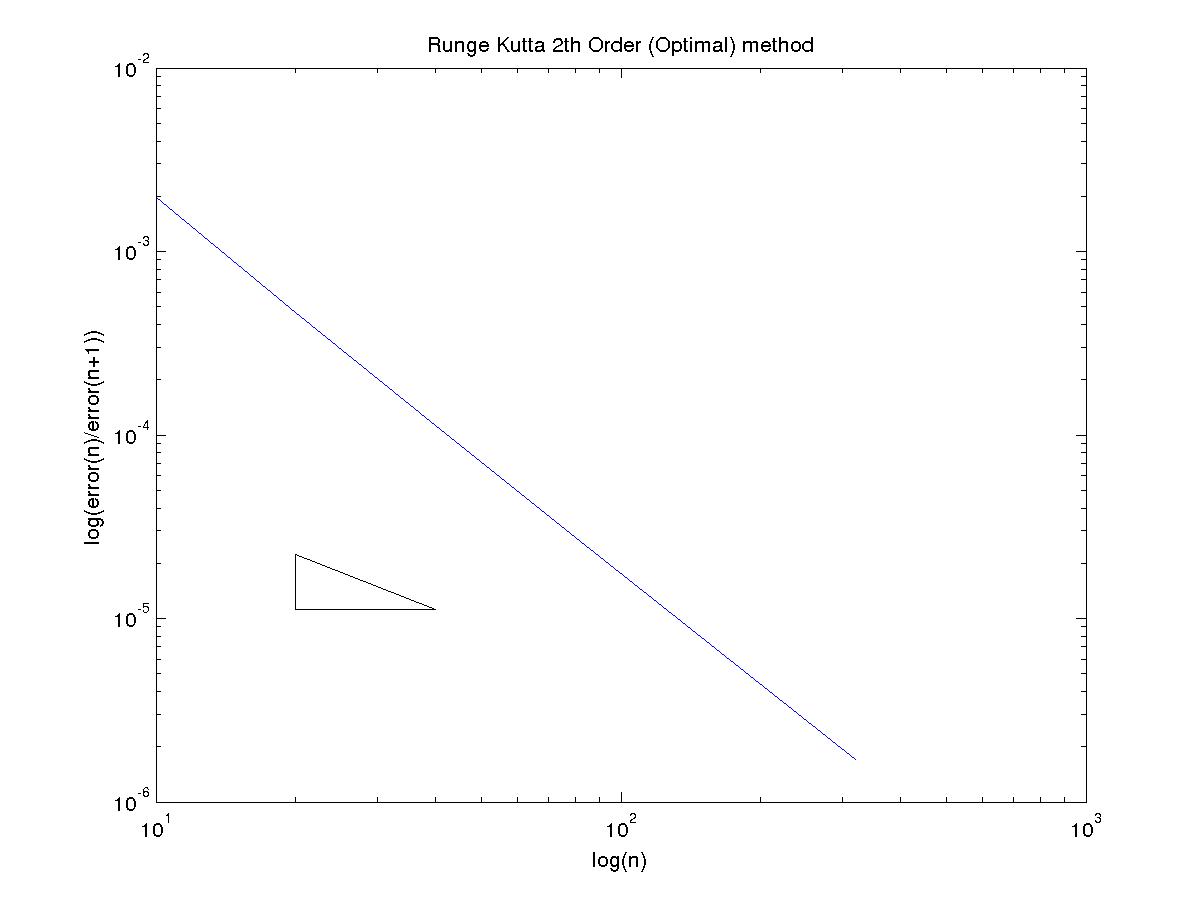 Runge Kutta 2th Order (Optimal) method
10^-2
10^-3
10^-4
10^-5
10^-6
log(error(n)/error(n+1))
10^1
10^2
10^3
log(n)